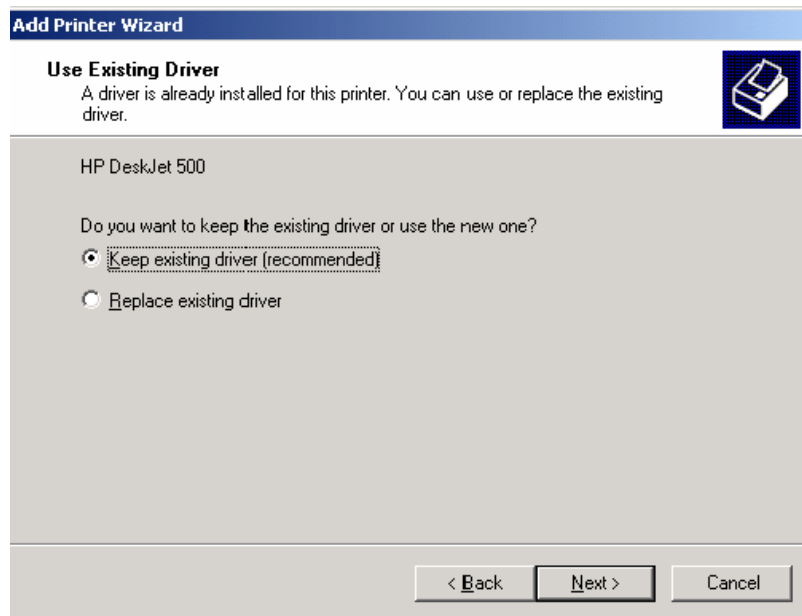 Add Printer Wizard
Use Existing Driver
A driver is already installed for this printer. You can use or replace the existing
driver.
HP DeskJet 500
Do you want to keep the existing driver or use the new one?
Keep existing driver (recommended)
Replace existing driver
< Back Next > Cancel